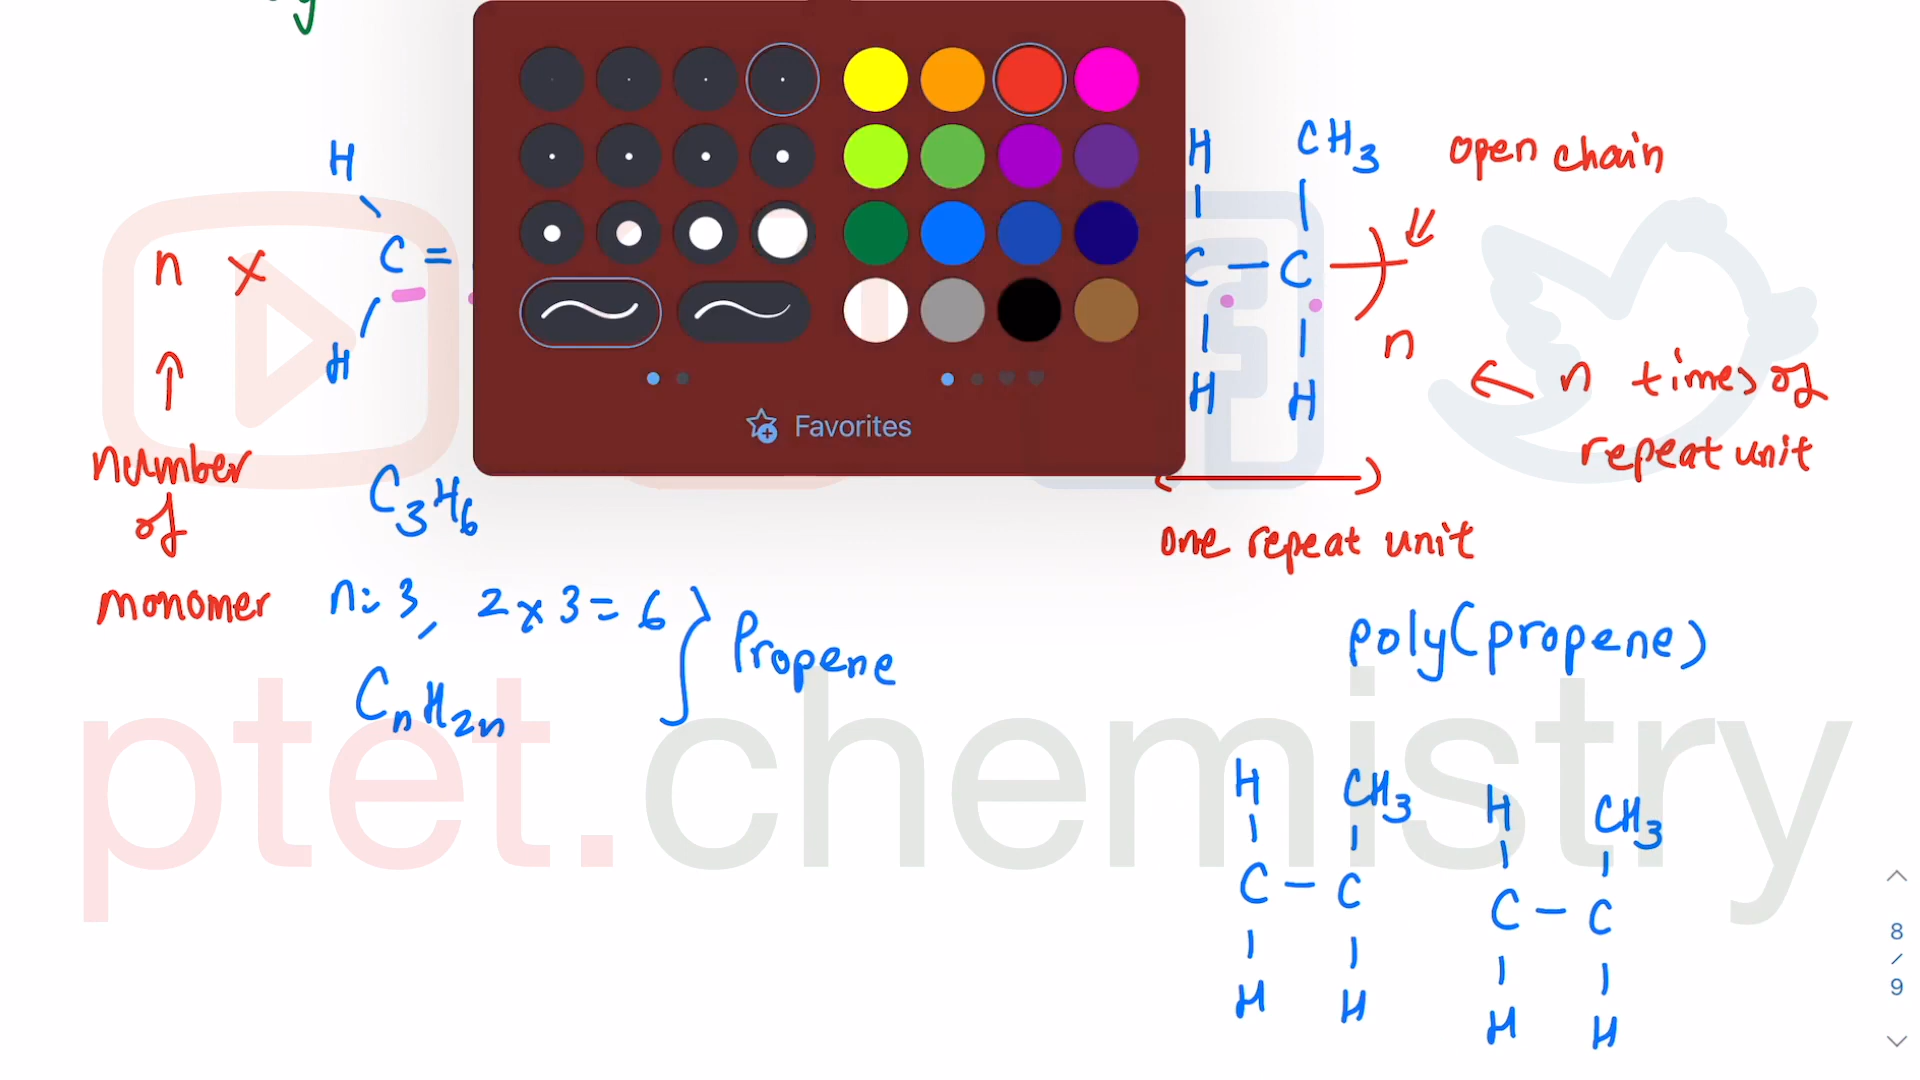 H
C =
H
n ×
↑
number
of
monomer
C3H6
n = 3, 2 × 3 = 6
CnH2n
} Propene
Favorites
H CH3
C – C
H H
n
open chain
← n times of
repeat unit
one repeat unit
poly(propene)
H CH3 H CH3
C – C C – C
H H H H
ptet.chemistry
8
/
9